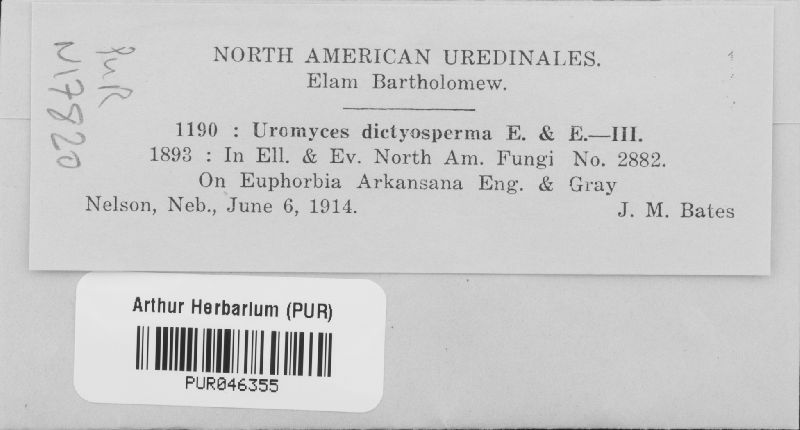 NORTH AMERICAN UREDINALES.
Elam Bartholomew.
1190 : Uromyces dictyosperma E. & E.—III.
1893 : In Ell. & Ev. North Am. Fungi No. 2882.
On Euphorbia Arkansana Eng. & Gray
Nelson, Neb., June 6, 1914. J. M. Bates
PUR
N17820
Arthur Herbarium (PUR)
PUR046355